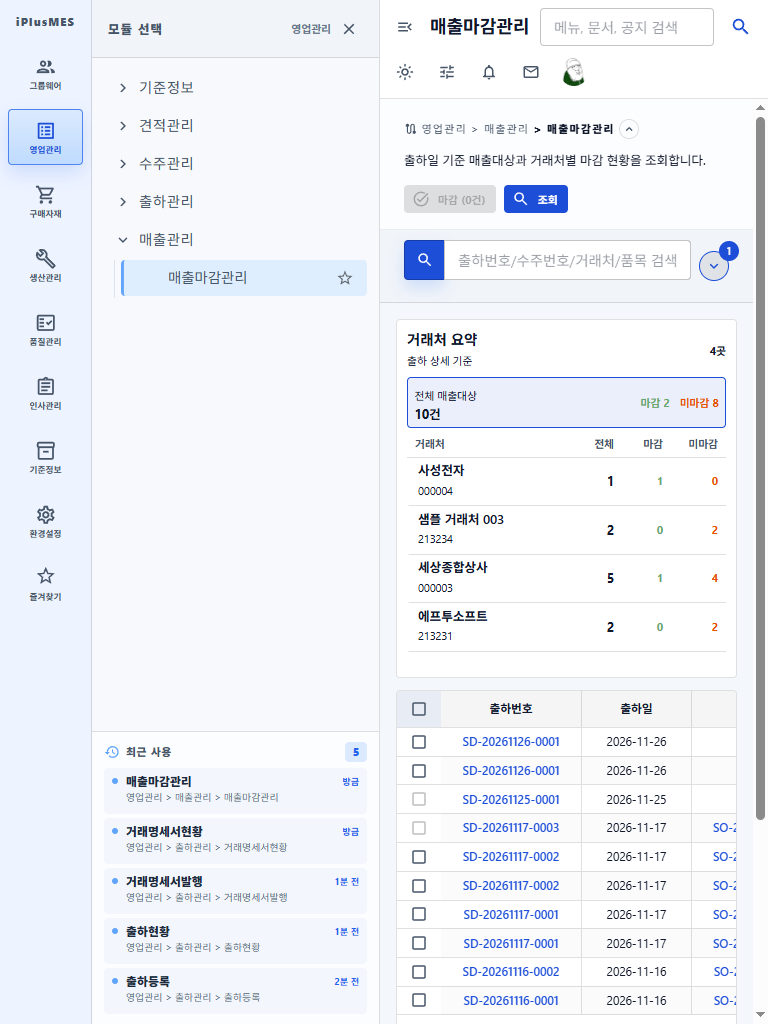 iPlusMES
그룹웨어
영업관리
구매자재
생산관리
품질관리
인사관리
기준정보
환경설정
즐겨찾기
모듈 선택
영업관리
기준정보
견적관리
수주관리
출하관리
매출관리
매출마감관리
최근 사용
5
매출마감관리
방금
영업관리 > 매출관리 > 매출마감관리
거래명세서현황
방금
영업관리 > 출하관리 > 거래명세서현황
거래명세서발행
1분 전
영업관리 > 출하관리 > 거래명세서발행
출하현황
1분 전
영업관리 > 출하관리 > 출하현황
출하등록
2분 전
영업관리 > 출하관리 > 출하등록
매출마감관리
메뉴, 문서, 공지 검색
영업관리 > 매출관리 > 매출마감관리
출하일 기준 매출대상과 거래처별 마감 현황을 조회합니다.
마감 (0건)
조회
출하번호/수주번호/거래처/품목 검색
1
거래처 요약
출하 상세 기준
4곳
전체 매출대상
10건
마감 2 미마감 8
거래처 전체 마감 미마감
사성전자
000004
1 1 0
샘플 거래처 003
213234
2 0 2
세상종합상사
000003
5 1 4
에프투소프트
213231
2 0 2
출하번호 출하일
SD-20261126-0001 2026-11-26
SD-20261126-0001 2026-11-26
SD-20261125-0001 2026-11-25
SD-20261117-0003 2026-11-17 SO-2
SD-20261117-0002 2026-11-17 SO-2
SD-20261117-0002 2026-11-17 SO-2
SD-20261117-0001 2026-11-17 SO-2
SD-20261117-0001 2026-11-17 SO-2
SD-20261116-0002 2026-11-16 SO-2
SD-20261116-0001 2026-11-16 SO-2